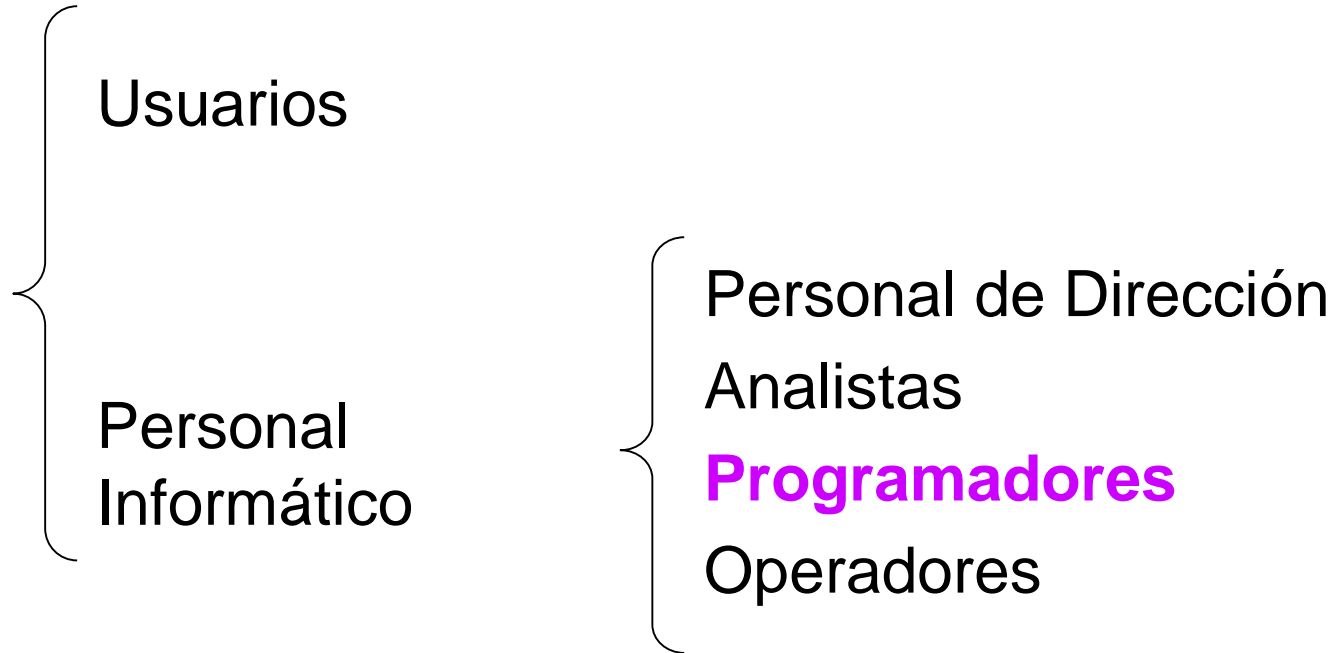 Usuarios
Personal
Informático
Personal de Dirección
Analistas
Programadores
Operadores